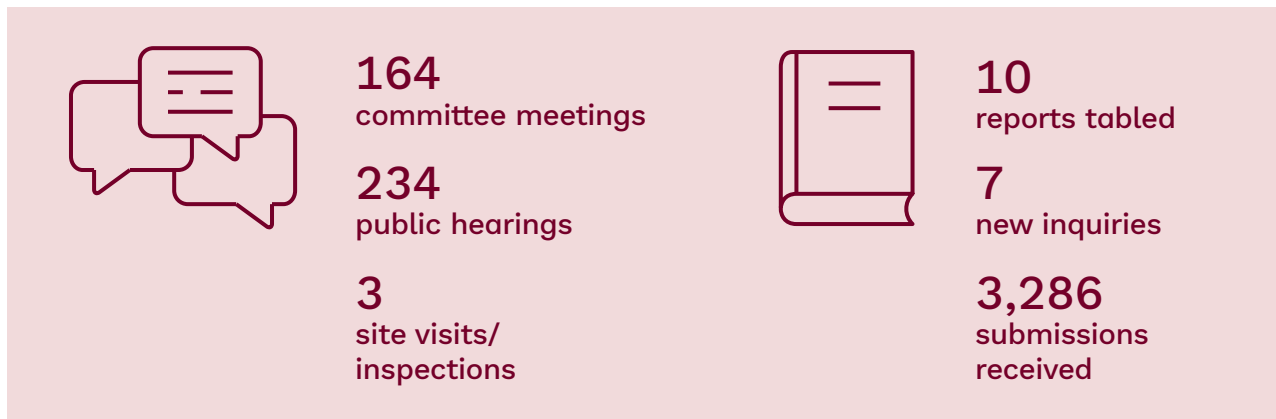 164
committee meetings
234
public hearings
3
site visits/
inspections
10
reports tabled
7
new inquiries
3,286
submissions
received